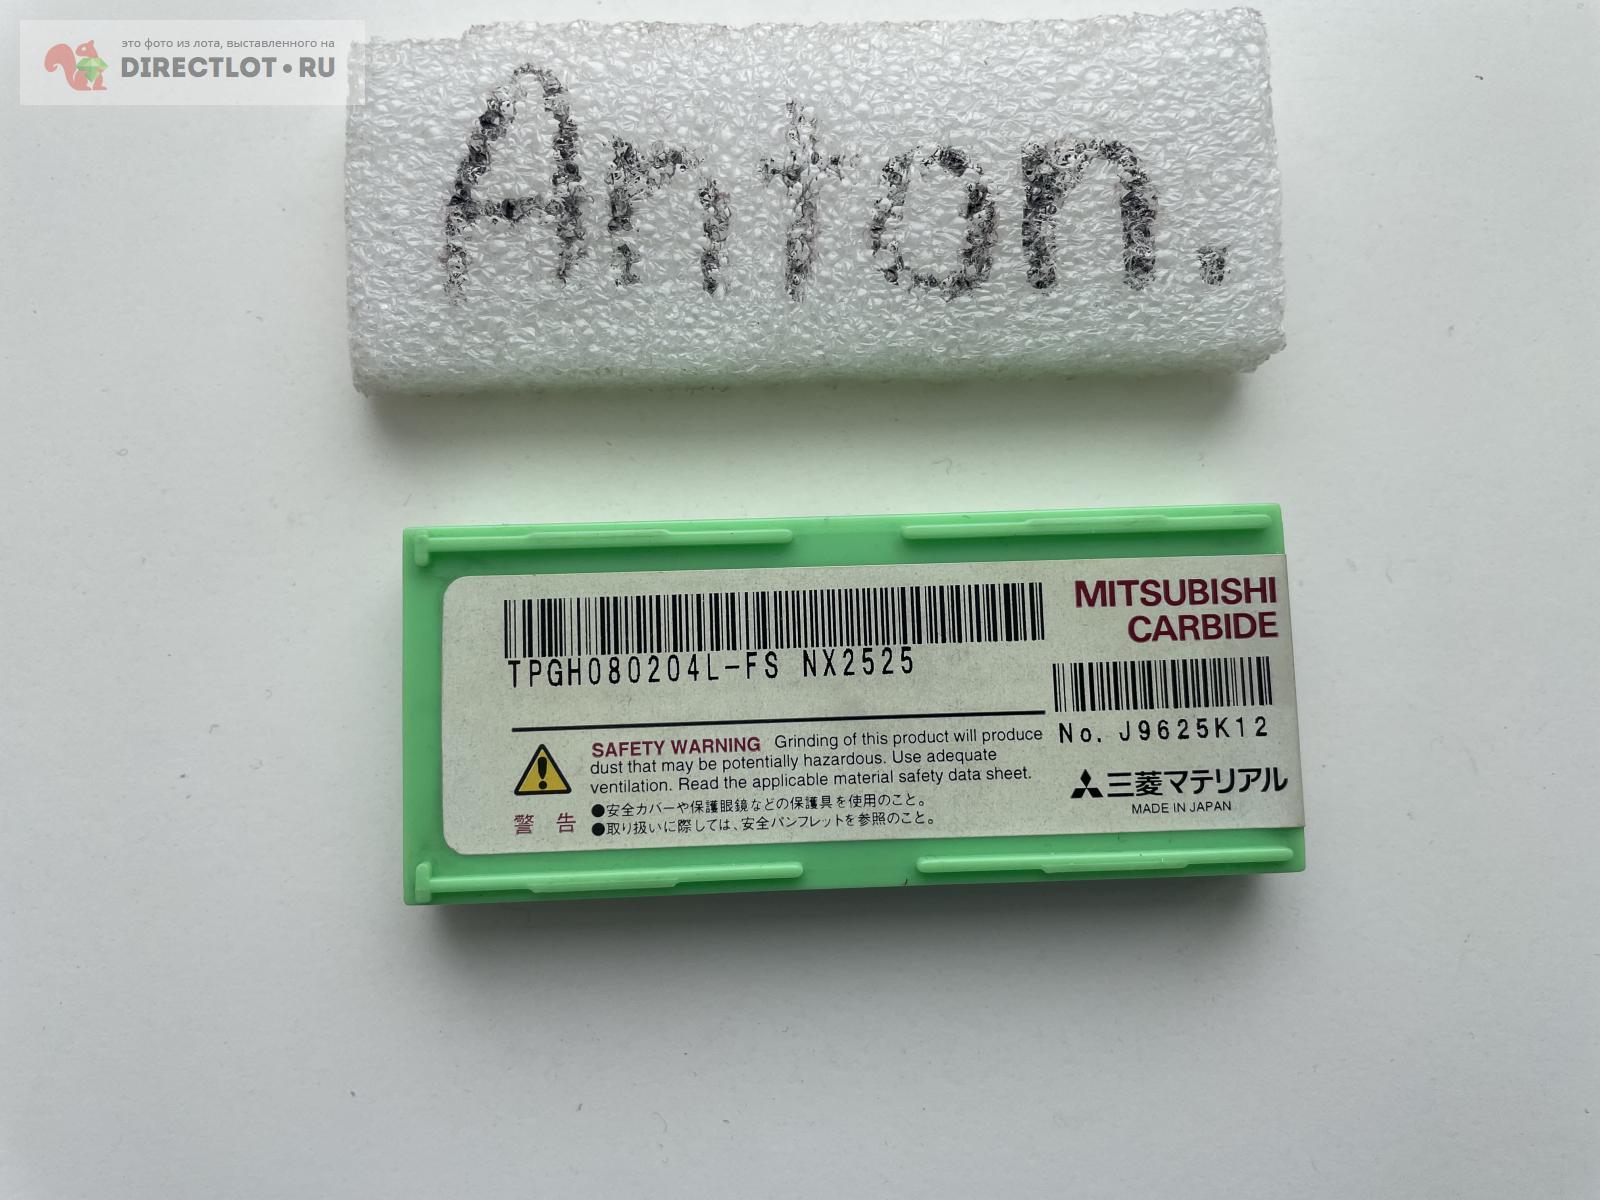 это фото из лота, выставленного на
DIRECTLOT•RU
Anton.
MITSUBISHI
CARBIDE
TPGH080204L-FS NX2525
No. J9625K12
SAFETY WARNING Grinding of this product will produce
dust that may be potentially hazardous. Use adequate
ventilation. Read the applicable material safety data sheet.
警 告
●安全カバーや保護眼鏡などの保護具を使用のこと。
●取り扱いに際しては、安全パンフレットを参照のこと。
三菱マテリアル
MADE IN JAPAN